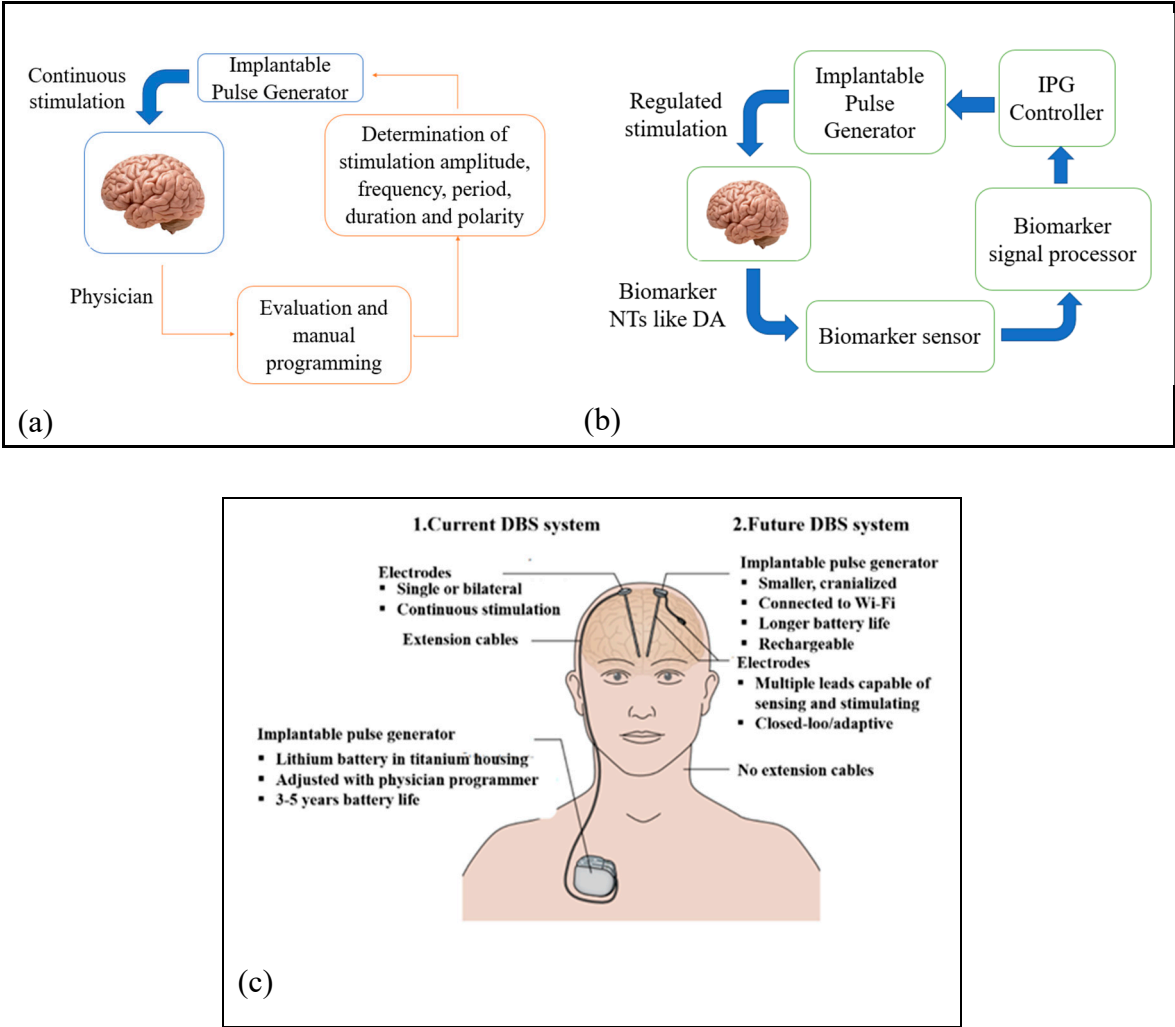 Continuous
stimulation
Implantable
Pulse Generator
Determination of
stimulation amplitude,
frequency, period,
duration and polarity
Physician
Evaluation and
manual
programming
(a)
Regulated
stimulation
Implantable
Pulse
Generator
IPG
Controller
Biomarker
signal processor
Biomarker
NTs like DA
Biomarker sensor
(b)
1.Current DBS system
Electrodes
▪ Single or bilateral
▪ Continuous stimulation
Extension cables
Implantable pulse generator
▪ Lithium battery in titanium housing
▪ Adjusted with physician programmer
▪ 3-5 years battery life
2.Future DBS system
Implantable pulse generator
▪ Smaller, cranialized
▪ Connected to Wi-Fi
▪ Longer battery life
▪ Rechargeable
Electrodes
▪ Multiple leads capable of
sensing and stimulating
▪ Closed-loo/adaptive
No extension cables
(c)